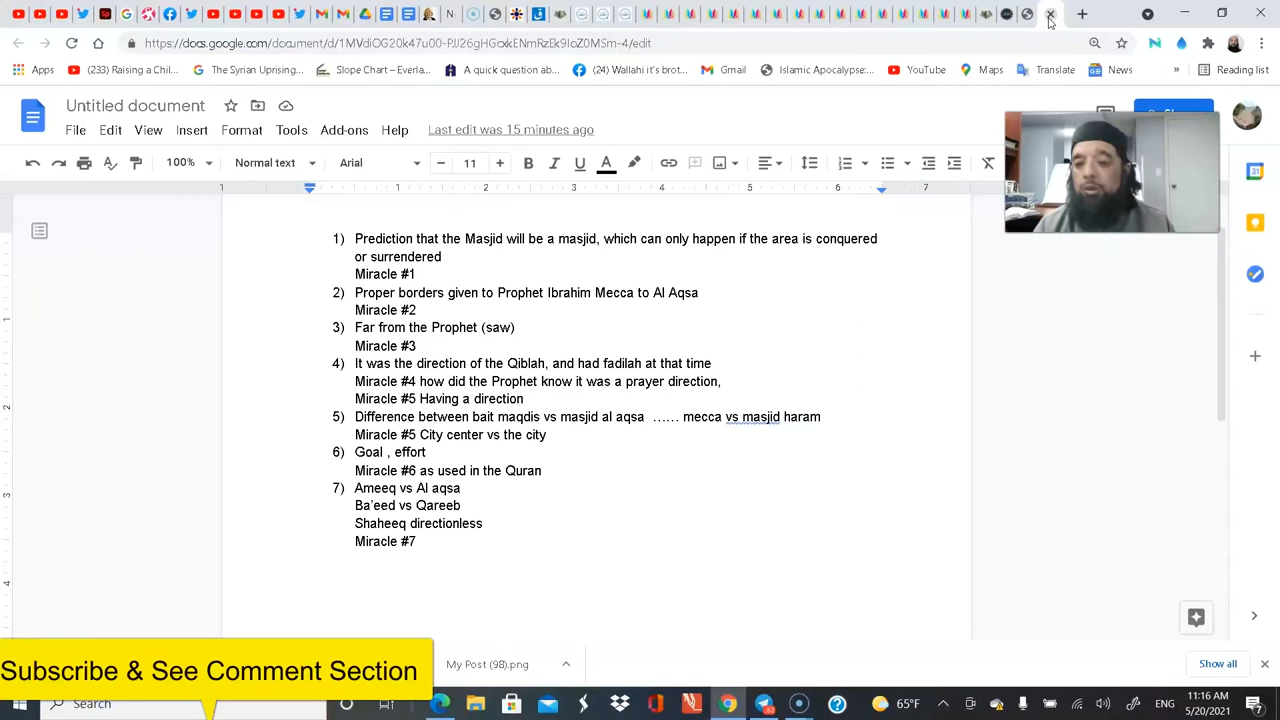 https://docs.google.com/document/d/1MVdiOG20k47u00-PJI26gHGaxENmRzEk9IoZ0MSm-4/edit
Apps
(233) Raising a Chil...
The Syrian Uprising...
Slope Chart – Everla...
A quick question ab...
(24) Wallahi it's brot...
Gmail
Islamic Apocalypse:...
YouTube
Maps
Translate
News
»
Reading list
Untitled document
File Edit View Insert Format Tools Add-ons Help Last edit was 15 minutes ago
100% Normal text Arial 11 B I U A
1 1 2 3 4 5 6 7
1) Prediction that the Masjid will be a masjid, which can only happen if the area is conquered
or surrendered
Miracle #1
2) Proper borders given to Prophet Ibrahim Mecca to Al Aqsa
Miracle #2
3) Far from the Prophet (saw)
Miracle #3
4) It was the direction of the Qiblah, and had fadilah at that time
Miracle #4 how did the Prophet know it was a prayer direction,
Miracle #5 Having a direction
5) Difference between bait maqdis vs masjid al aqsa …... mecca vs masjid haram
Miracle #5 City center vs the city
6) Goal , effort
Miracle #6 as used in the Quran
7) Ameeq vs Al aqsa
Ba'eed vs Qareeb
Shaheeq directionless
Miracle #7
Subscribe & See Comment Section
My Post (98).png
Show all
Search
65°F
11:16 AM
5/20/2021